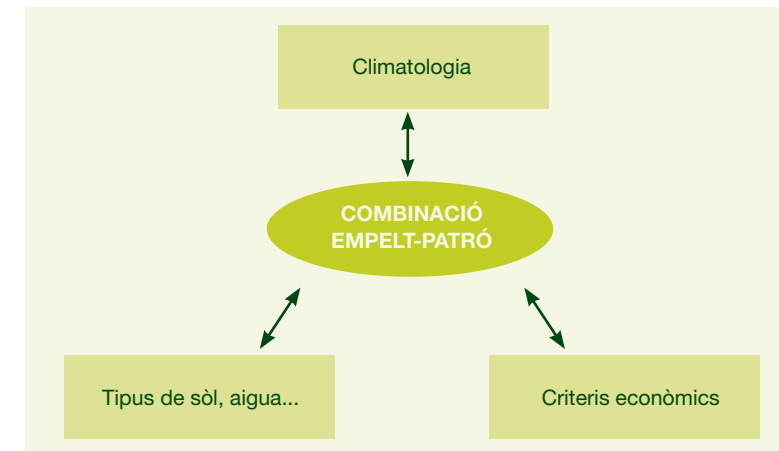 Climatologia
COMBINACIÓ
EMPELT-PATRÓ
Tipus de sòl, aigua...
Criteris econòmics